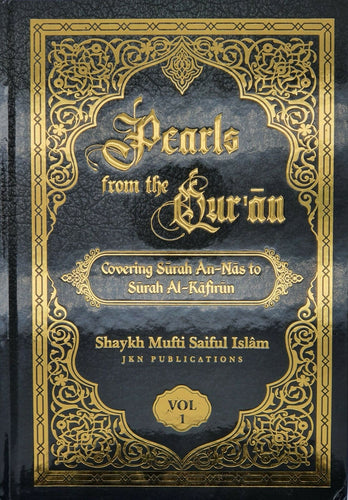 Pearls
from the Qur'ān
Covering Sūrah An-Nās to
Sūrah Al-Kāfirūn
Shaykh Mufti Saiful Islâm
JKN PUBLICATIONS
VOL
1